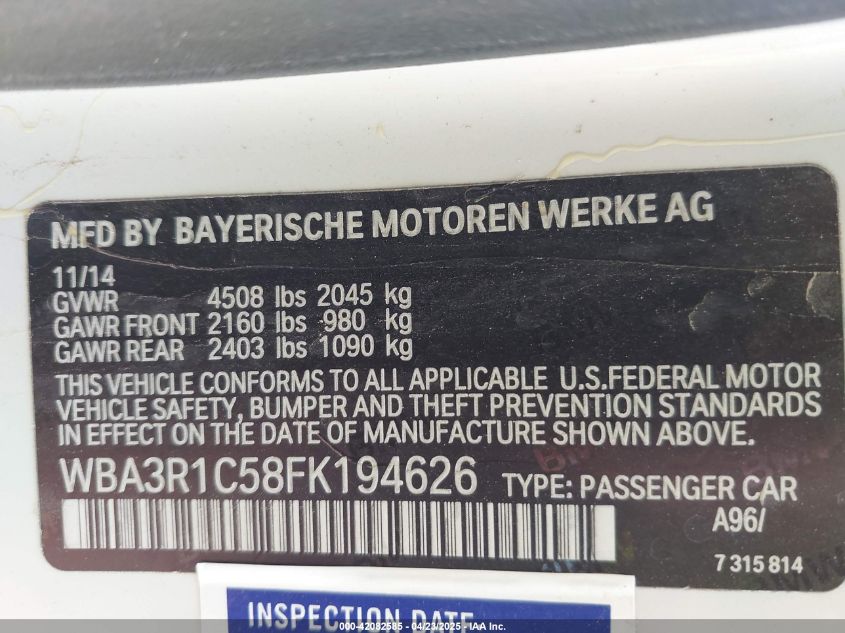 MFD BY BAYERISCHE MOTOREN WERKE AG
11/14
GVWR 4508 lbs 2045 kg
GAWR FRONT 2160 lbs 980 kg
GAWR REAR 2403 lbs 1090 kg
THIS VEHICLE CONFORMS TO ALL APPLICABLE U.S.FEDERAL MOTOR
VEHICLE SAFETY, BUMPER AND THEFT PREVENTION STANDARDS
IN EFFECT ON THE DATE OF MANUFACTURE SHOWN ABOVE.
WBA3R1C58FK194626 TYPE: PASSENGER CAR
A96/
7 315 814
INSPECTION DATE
000-42082585 - 04/23/2025 - IAA Inc.